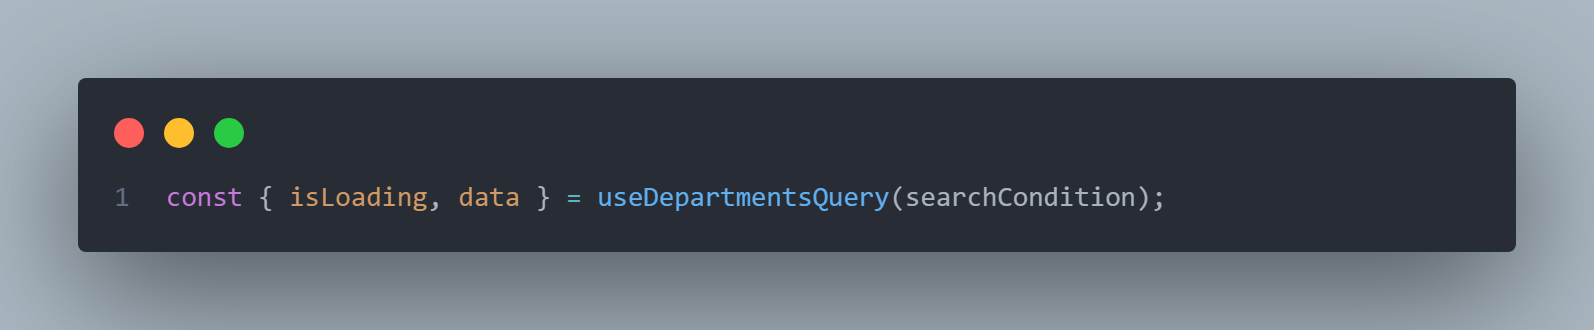 1 const { isLoading, data } = useDepartmentsQuery(searchCondition);